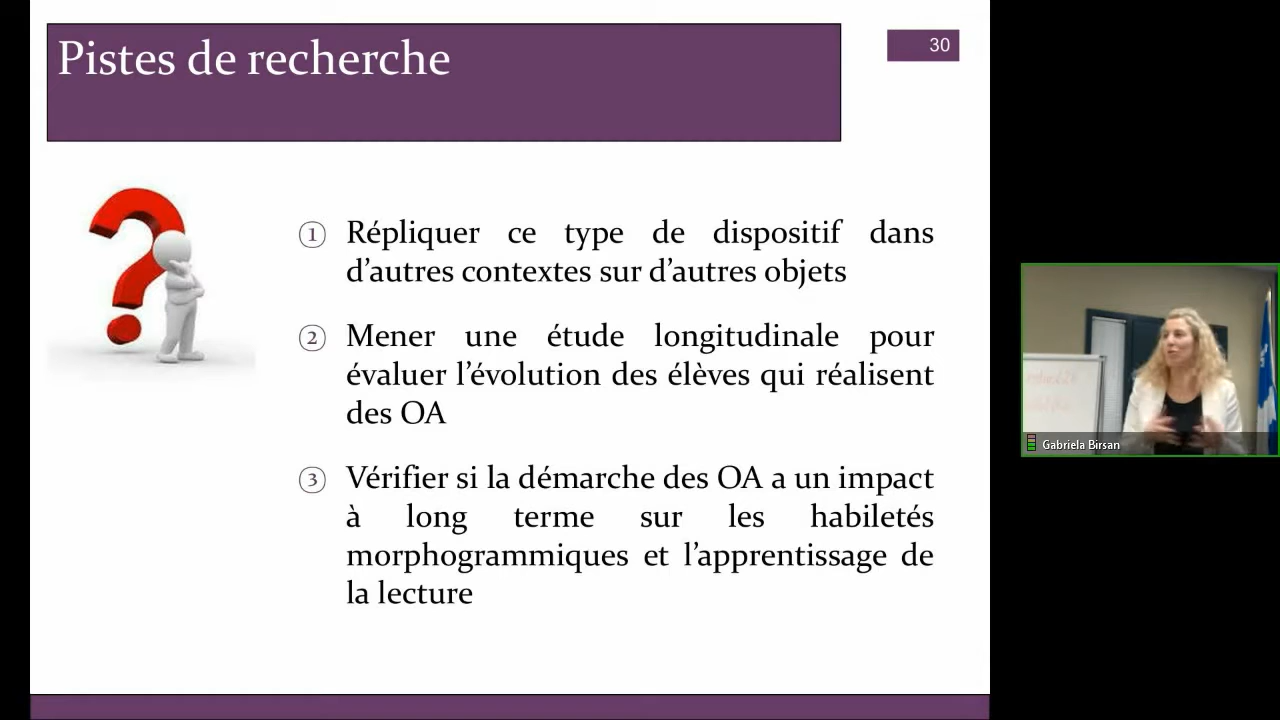 Pistes de recherche
30
① Répliquer ce type de dispositif dans
d’autres contextes sur d’autres objets
② Mener une étude longitudinale pour
évaluer l’évolution des élèves qui réalisent
des OA
③ Vérifier si la démarche des OA a un impact
à long terme sur les habiletés
morphogrammiques et l’apprentissage de
la lecture
Gabriela Birsan